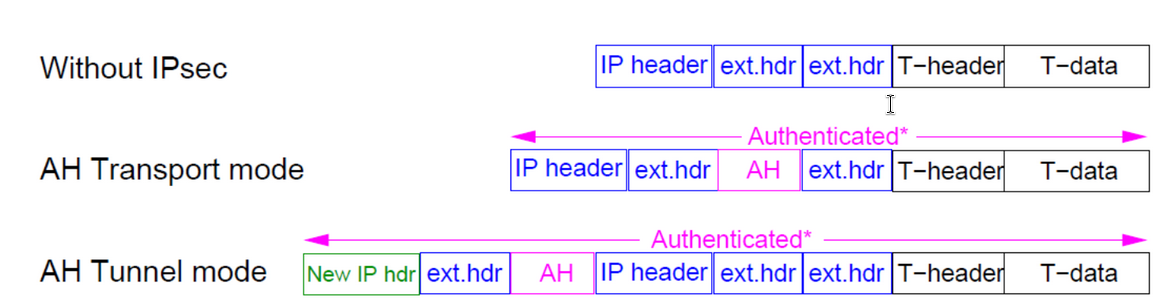 Without IPsec IP header ext.hdr ext.hdr T−header T−data
Authenticated*
AH Transport mode IP header ext.hdr AH ext.hdr T−header T−data
Authenticated*
AH Tunnel mode New IP hdr ext.hdr AH IP header ext.hdr ext.hdr T−header T−data